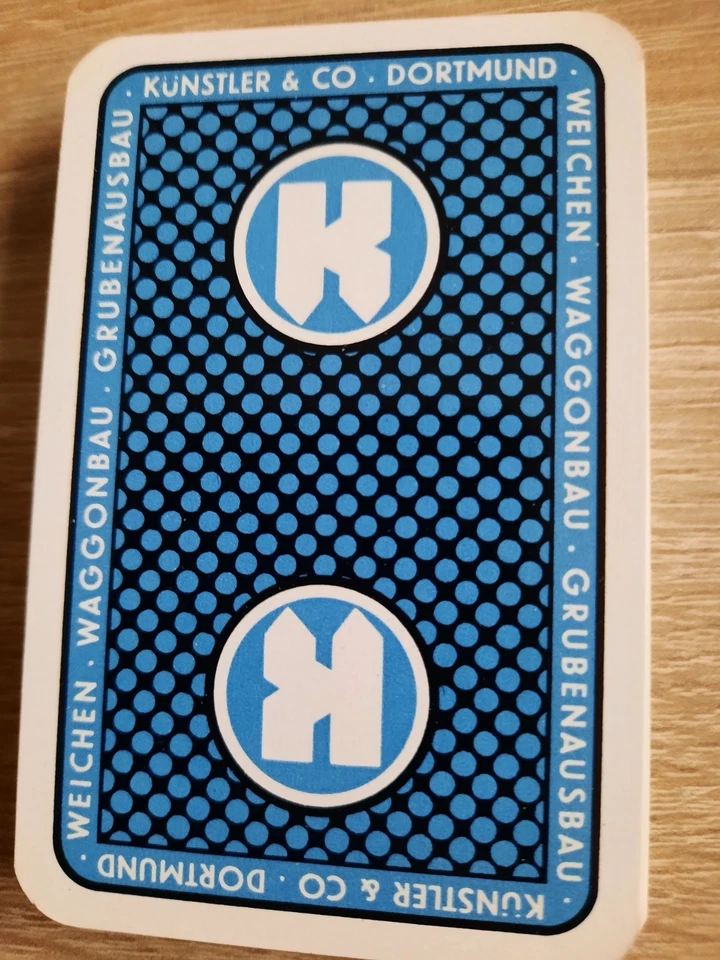 · KÜNSTLER & CO · DORTMUND ·
WEICHEN · WAGGONBAU · GRUBENAUSBAU ·
K
WEICHEN · WAGGONBAU · GRUBENAUSBAU
K
KÜNSTLER & CO · DORTMUND ·